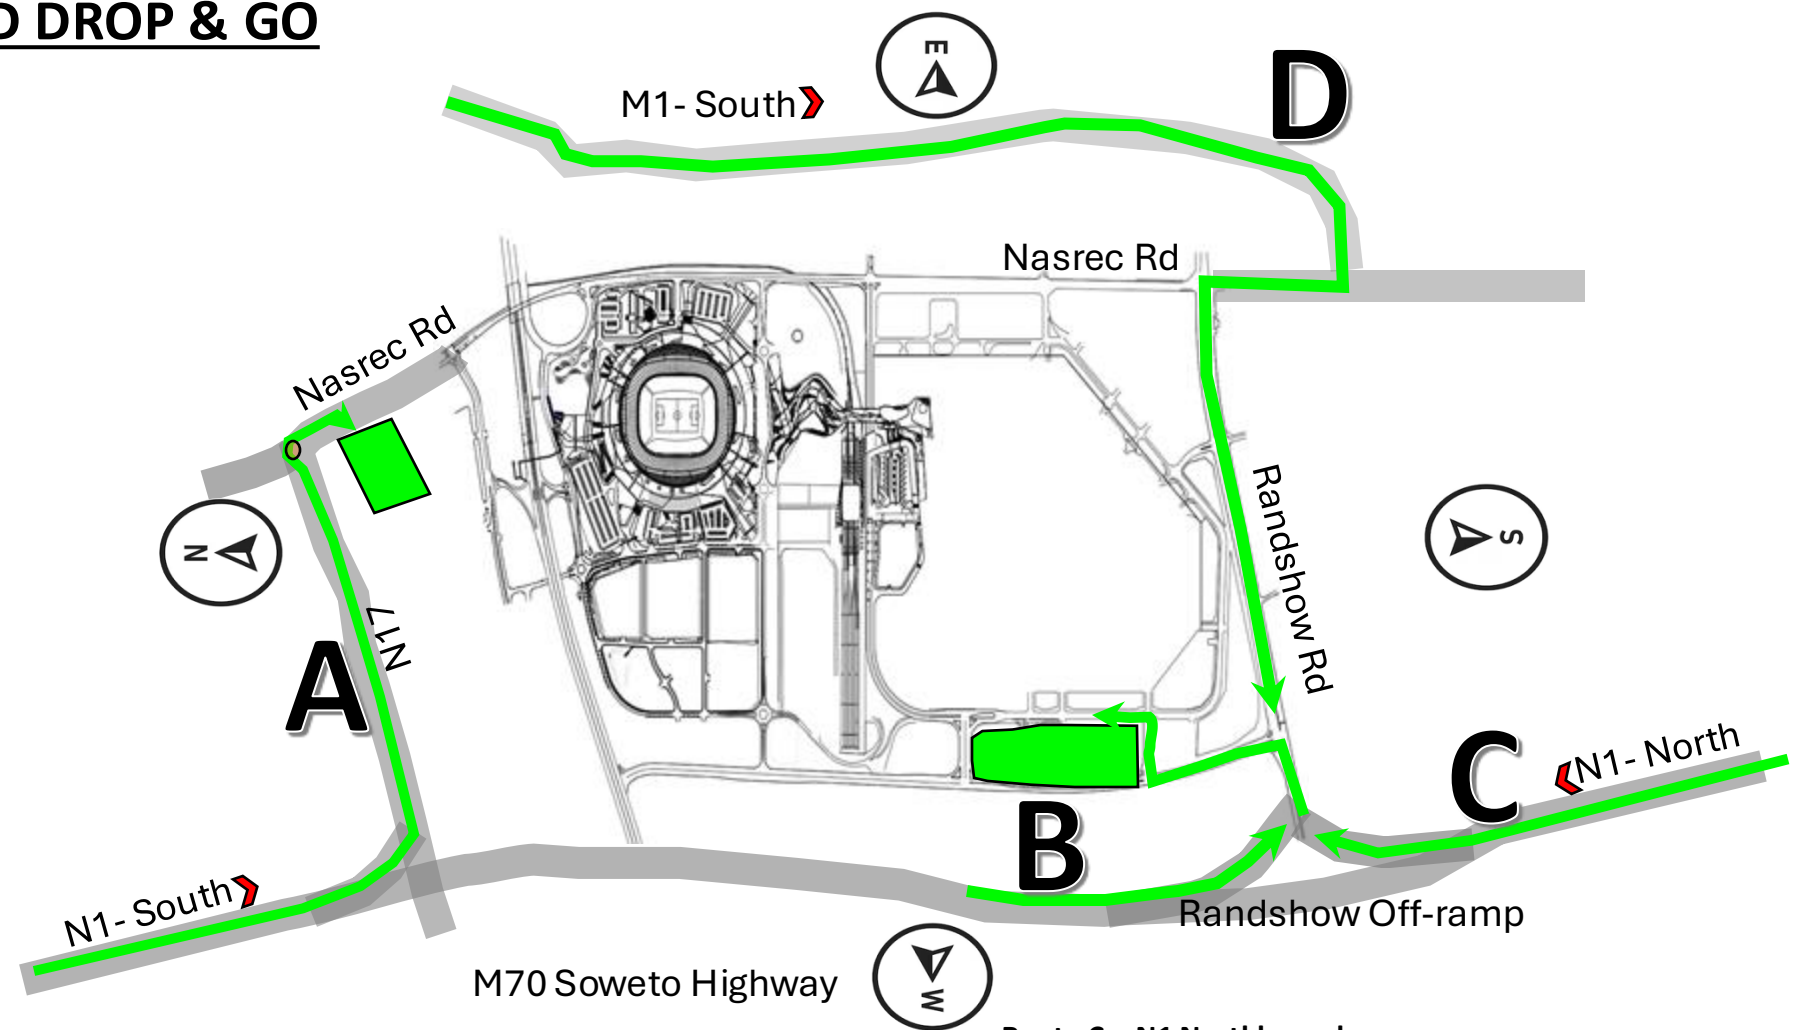 D DROP & GO
E
M1- South
D
Nasrec Rd
Nasrec Rd
Randshow Rd
S
N
N17
A
N1- North
C
B
N1- South
Randshow Off-ramp
M70 Soweto Highway
W